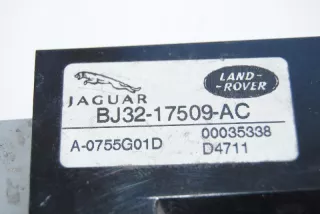 LAND-
ROVER
JAGUAR
BJ32-17509-AC
A-0755G01D 00035338
D4711